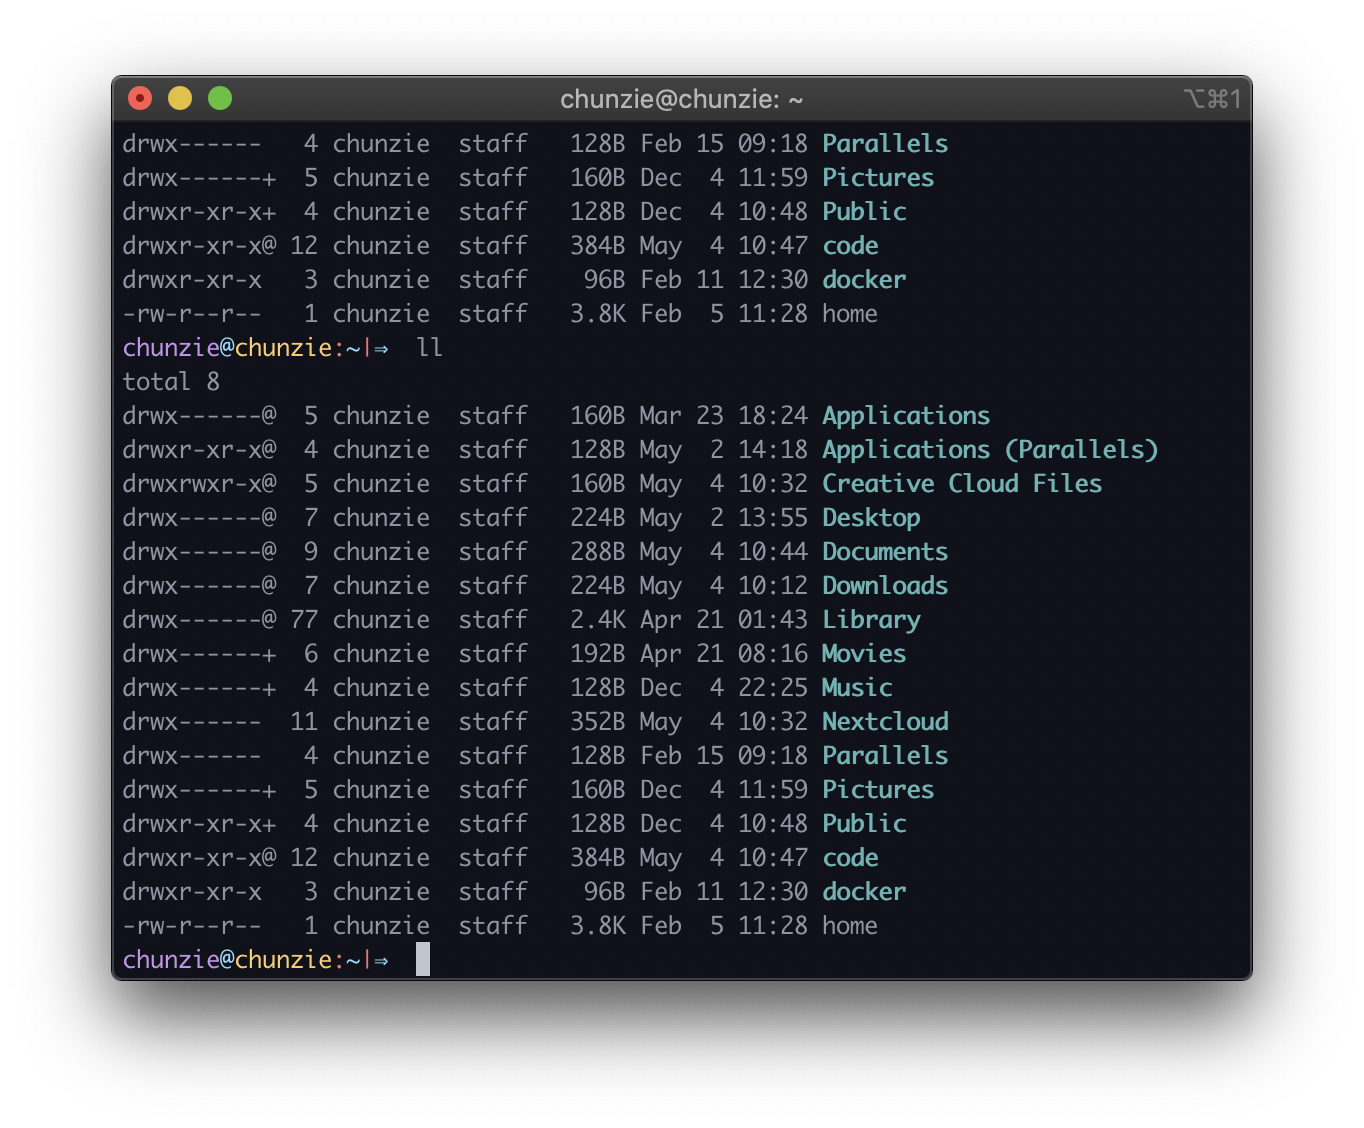 chunzie@chunzie: ~ ⌥⌘1
drwx------   4 chunzie  staff   128B Feb 15 09:18 Parallels
drwx------+  5 chunzie  staff   160B Dec  4 11:59 Pictures
drwxr-xr-x+  4 chunzie  staff   128B Dec  4 10:48 Public
drwxr-xr-x@ 12 chunzie  staff   384B May  4 10:47 code
drwxr-xr-x   3 chunzie  staff    96B Feb 11 12:30 docker
-rw-r--r--   1 chunzie  staff   3.8K Feb  5 11:28 home
chunzie@chunzie:~|⇒  ll
total 8
drwx------@  5 chunzie  staff   160B Mar 23 18:24 Applications
drwxr-xr-x@  4 chunzie  staff   128B May  2 14:18 Applications (Parallels)
drwxrwxr-x@  5 chunzie  staff   160B May  4 10:32 Creative Cloud Files
drwx------@  7 chunzie  staff   224B May  2 13:55 Desktop
drwx------@  9 chunzie  staff   288B May  4 10:44 Documents
drwx------@  7 chunzie  staff   224B May  4 10:12 Downloads
drwx------@ 77 chunzie  staff   2.4K Apr 21 01:43 Library
drwx------+  6 chunzie  staff   192B Apr 21 08:16 Movies
drwx------+  4 chunzie  staff   128B Dec  4 22:25 Music
drwx------  11 chunzie  staff   352B May  4 10:32 Nextcloud
drwx------   4 chunzie  staff   128B Feb 15 09:18 Parallels
drwx------+  5 chunzie  staff   160B Dec  4 11:59 Pictures
drwxr-xr-x+  4 chunzie  staff   128B Dec  4 10:48 Public
drwxr-xr-x@ 12 chunzie  staff   384B May  4 10:47 code
drwxr-xr-x   3 chunzie  staff    96B Feb 11 12:30 docker
-rw-r--r--   1 chunzie  staff   3.8K Feb  5 11:28 home
chunzie@chunzie:~|⇒